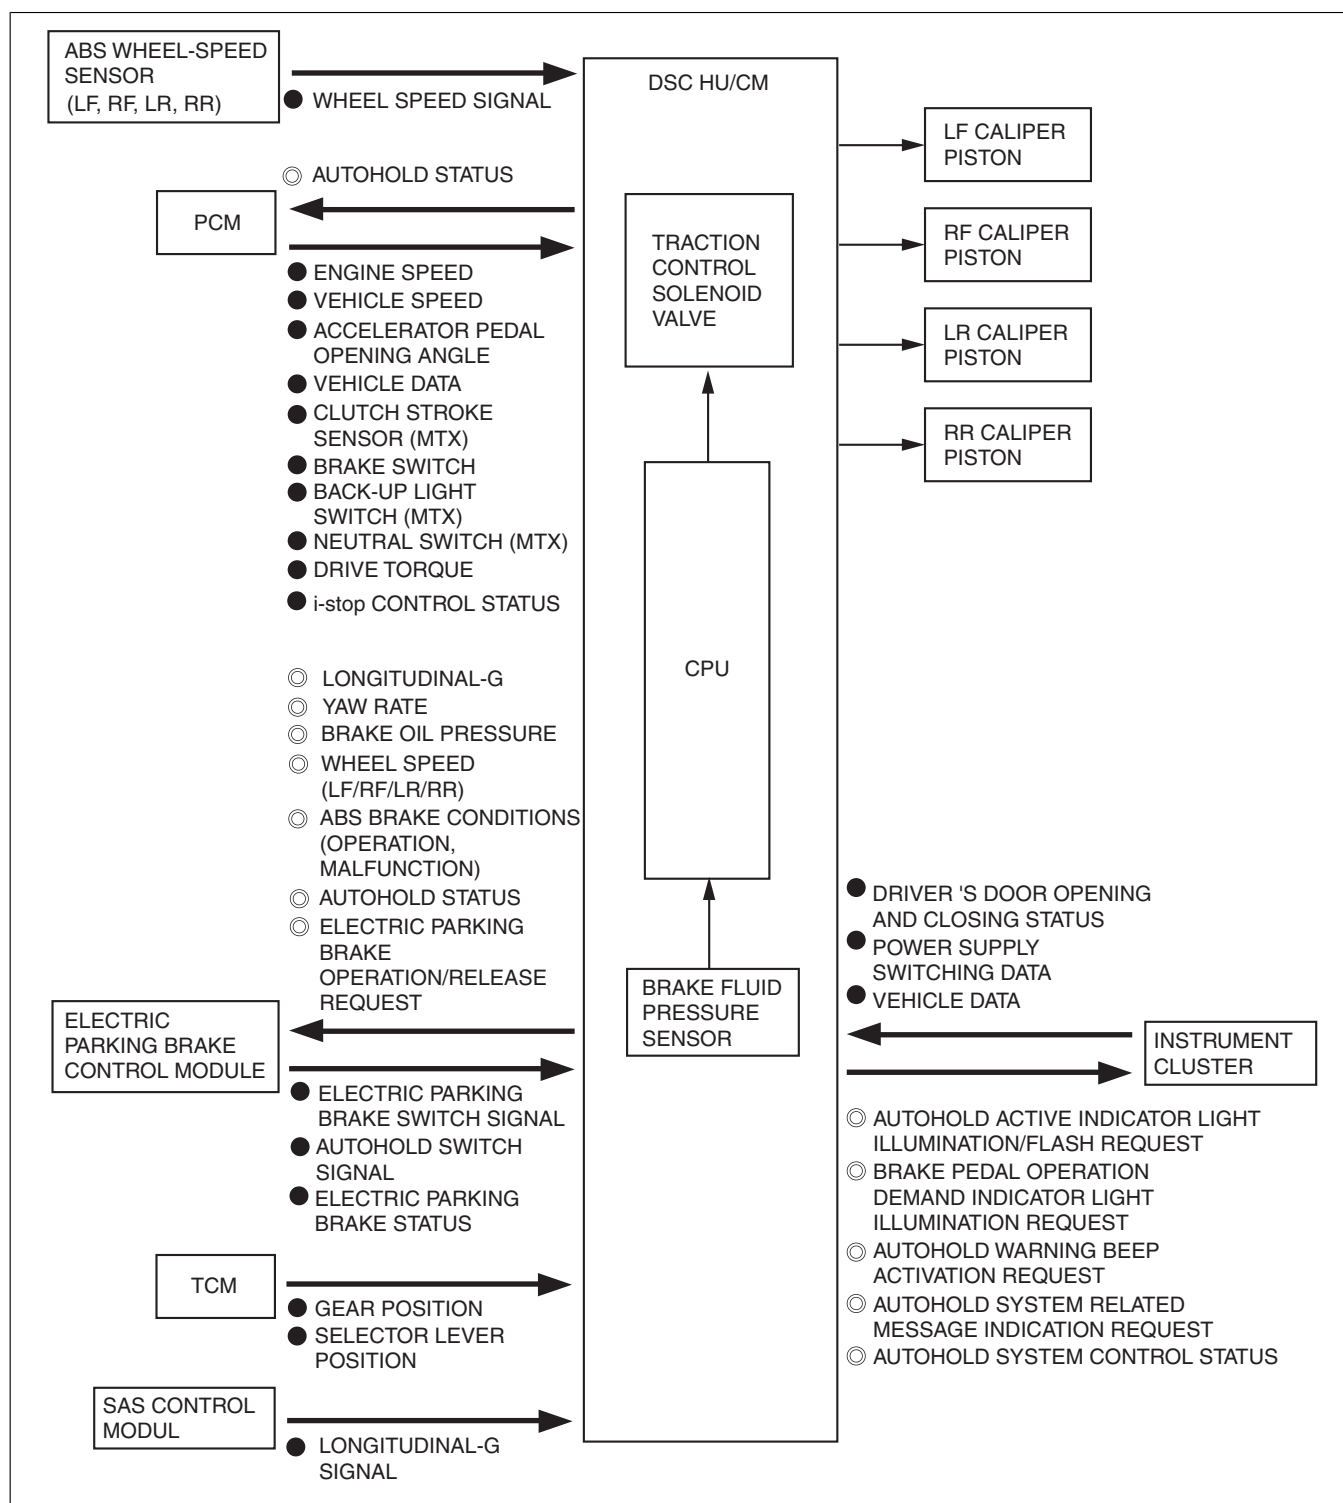 ABS WHEEL-SPEED
SENSOR
(LF, RF, LR, RR)
● WHEEL SPEED SIGNAL
DSC HU/CM
LF CALIPER
PISTON
RF CALIPER
PISTON
LR CALIPER
PISTON
RR CALIPER
PISTON
◎ AUTOHOLD STATUS
PCM
● ENGINE SPEED
● VEHICLE SPEED
● ACCELERATOR PEDAL
OPENING ANGLE
● VEHICLE DATA
● CLUTCH STROKE
SENSOR (MTX)
● BRAKE SWITCH
● BACK-UP LIGHT
SWITCH (MTX)
● NEUTRAL SWITCH (MTX)
● DRIVE TORQUE
● i-stop CONTROL STATUS
TRACTION
CONTROL
SOLENOID
VALVE
CPU
BRAKE FLUID
PRESSURE
SENSOR
◎ LONGITUDINAL-G
◎ YAW RATE
◎ BRAKE OIL PRESSURE
◎ WHEEL SPEED
(LF/RF/LR/RR)
◎ ABS BRAKE CONDITIONS
(OPERATION,
MALFUNCTION)
◎ AUTOHOLD STATUS
◎ ELECTRIC PARKING
BRAKE
OPERATION/RELEASE
REQUEST
ELECTRIC
PARKING BRAKE
CONTROL MODULE
● ELECTRIC PARKING
BRAKE SWITCH SIGNAL
● AUTOHOLD SWITCH
SIGNAL
● ELECTRIC PARKING
BRAKE STATUS
TCM
● GEAR POSITION
● SELECTOR LEVER
POSITION
SAS CONTROL
MODUL
● LONGITUDINAL-G
SIGNAL
● DRIVER 'S DOOR OPENING
AND CLOSING STATUS
● POWER SUPPLY
SWITCHING DATA
● VEHICLE DATA
INSTRUMENT
CLUSTER
◎ AUTOHOLD ACTIVE INDICATOR LIGHT
ILLUMINATION/FLASH REQUEST
◎ BRAKE PEDAL OPERATION
DEMAND INDICATOR LIGHT
ILLUMINATION REQUEST
◎ AUTOHOLD WARNING BEEP
ACTIVATION REQUEST
◎ AUTOHOLD SYSTEM RELATED
MESSAGE INDICATION REQUEST
◎ AUTOHOLD SYSTEM CONTROL STATUS